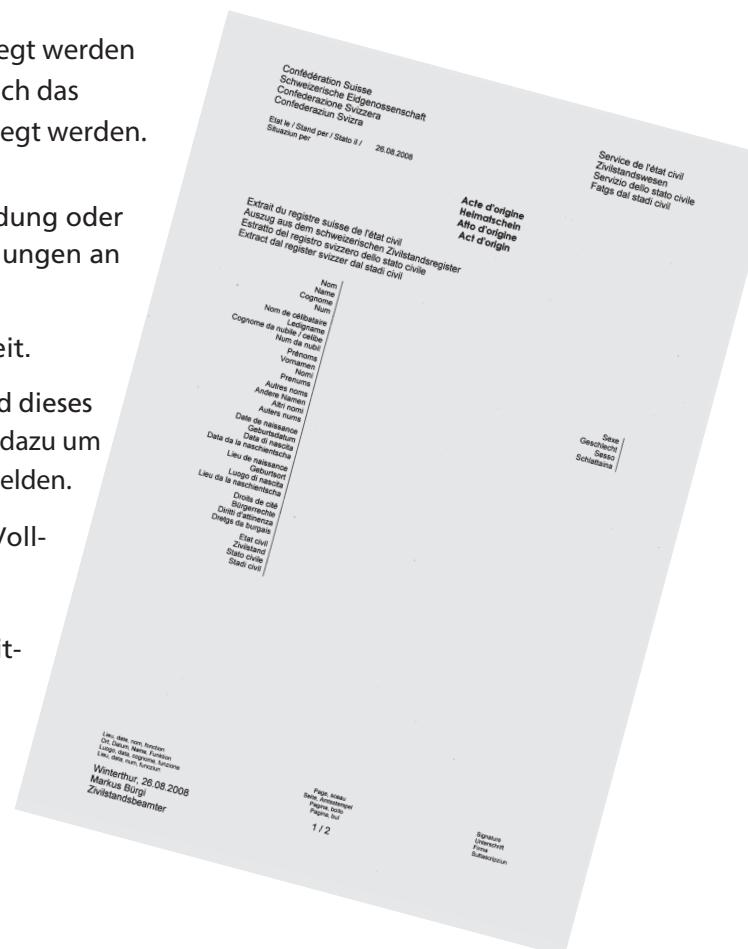 egt werden
ch das
egt werden.
dung oder
ungen an
eit.
d dieses
dazu um
elden.
Voll-
it-
Confédération Suisse
Schweizerische Eidgenossenschaft
Confederazione Svizzera
Confederaziun Svizra
Etat le / Stand per / Stato il /
Situaziun per
26.08.2008
Service de l'état civil
Zivilstandswesen
Servizio dello stato civile
Fatgs dal stadi civil
Acte d'origine
Heimatschein
Atto d'origine
Act d'origin
Extrait du registre suisse de l'état civil
Auszug aus dem schweizerischen Zivilstandsregister
Estratto del registro svizzero dello stato civile
Extract dal register svizzer dal stadi civil
Nom
Name
Cognome
Num
Nom de célibataire
Ledigname
Cognome da nubile / celibe
Num da nubil
Prénoms
Vornamen
Nomi
Prenums
Autres noms
Andere Namen
Altri nomi
Auters nums
Date de naissance
Geburtsdatum
Data di nascita
Data da la naschientscha
Lieu de naissance
Geburtsort
Luogo di nascita
Lieu da la naschientscha
Droits de cité
Bürgerrechte
Diritti d'attinenza
Dretgs da burgais
Etat civil
Zivilstand
Stato civile
Stadi civil
Sexe
Geschlecht
Sesso
Schlattaina
Lieu, date, nom, fonction
Ort, Datum, Name, Funktion
Luogo, data, cognome, funzione
Lieu, data, num, funcziun
Winterthur, 26.08.2008
Markus Bürgi
Zivilstandsbeamter
Page, sceau
Seite, Amtsstempel
Pagina, bollo
Pagina, bul
1 / 2
Signature
Unterschrift
Firma
Suttascripziun